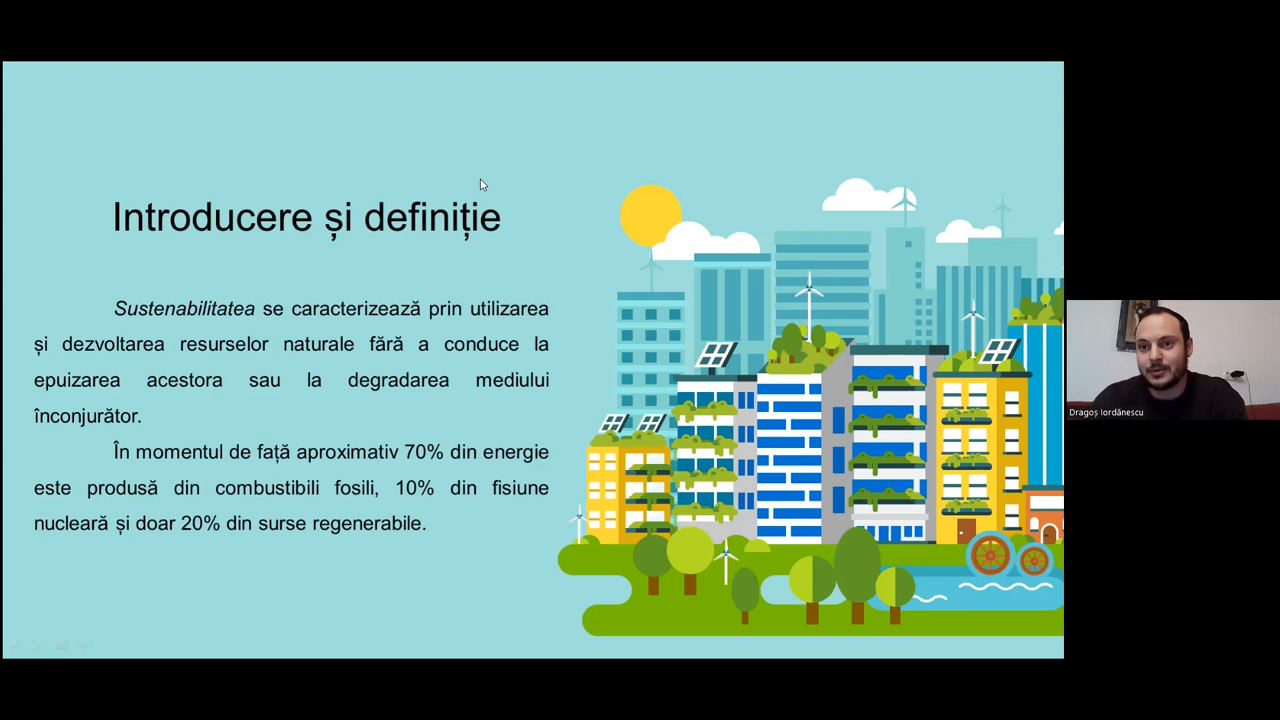 Introducere și definiție
Sustenabilitatea se caracterizează prin utilizarea
și dezvoltarea resurselor naturale fără a conduce la
epuizarea acestora sau la degradarea mediului
înconjurător.
În momentul de față aproximativ 70% din energie
este produsă din combustibili fosili, 10% din fisiune
nucleară și doar 20% din surse regenerabile.
Dragoș Iordănescu